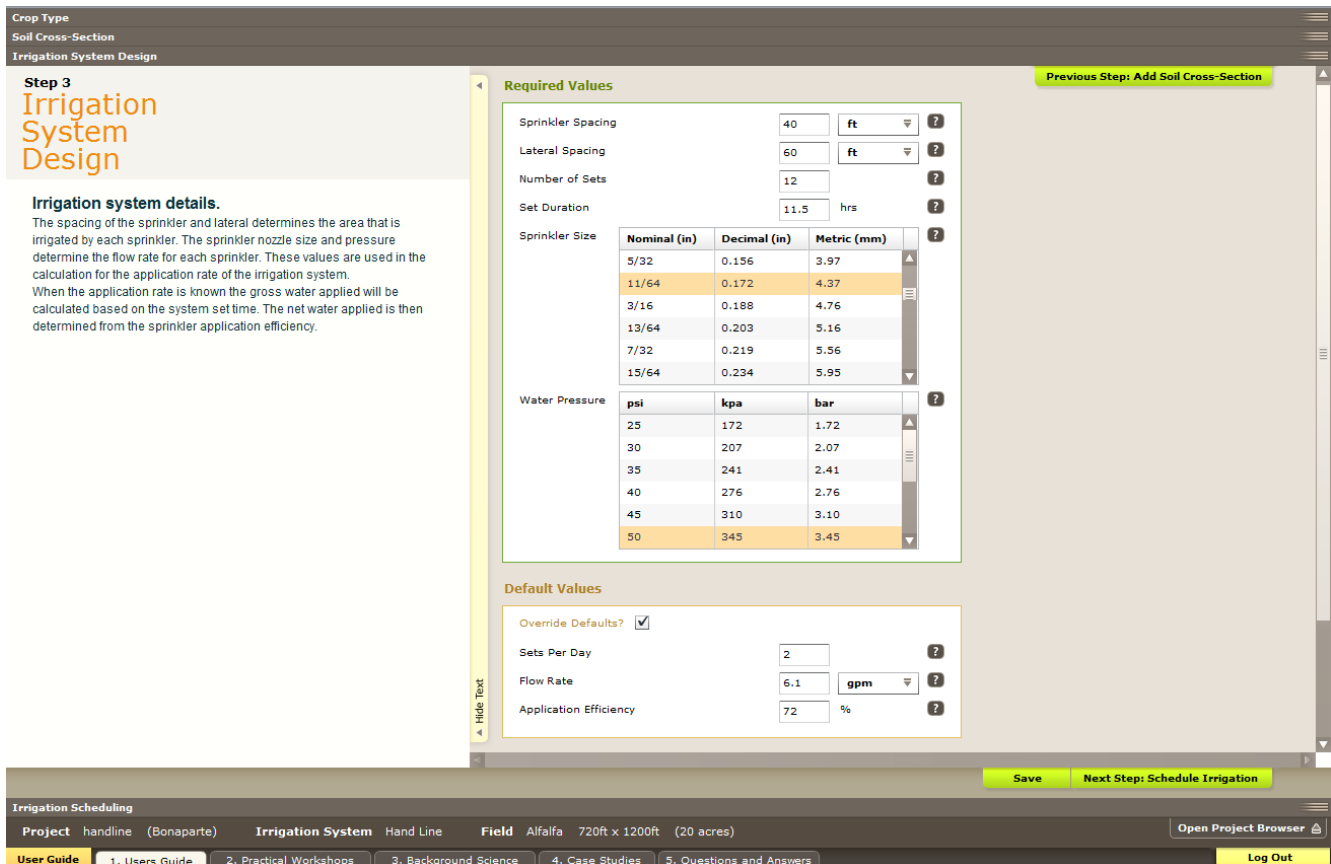 Crop Type
Soil Cross-Section
Irrigation System Design
Step 3
Irrigation
System
Design
Irrigation system details.
The spacing of the sprinkler and lateral determines the area that is
irrigated by each sprinkler. The sprinkler nozzle size and pressure
determine the flow rate for each sprinkler. These values are used in the
calculation for the application rate of the irrigation system.
When the application rate is known the gross water applied will be
calculated based on the system set time. The net water applied is then
determined from the sprinkler application efficiency.
Hide Text
Previous Step: Add Soil Cross-Section
Required Values
Sprinkler Spacing 40 ft ?
Lateral Spacing 60 ft ?
Number of Sets 12 ?
Set Duration 11.5 hrs ?
Sprinkler Size Nominal (in) Decimal (in) Metric (mm) ?
5/32 0.156 3.97
11/64 0.172 4.37
3/16 0.188 4.76
13/64 0.203 5.16
7/32 0.219 5.56
15/64 0.234 5.95
Water Pressure psi kpa bar ?
25 172 1.72
30 207 2.07
35 241 2.41
40 276 2.76
45 310 3.10
50 345 3.45
Default Values
Override Defaults?
Sets Per Day 2 ?
Flow Rate 6.1 gpm ?
Application Efficiency 72 % ?
Save Next Step: Schedule Irrigation
Irrigation Scheduling
Project handline (Bonaparte) Irrigation System Hand Line Field Alfalfa 720ft x 1200ft (20 acres) Open Project Browser
User Guide 1. Users Guide 2. Practical Workshops 3. Background Science 4. Case Studies 5. Questions and Answers Log Out